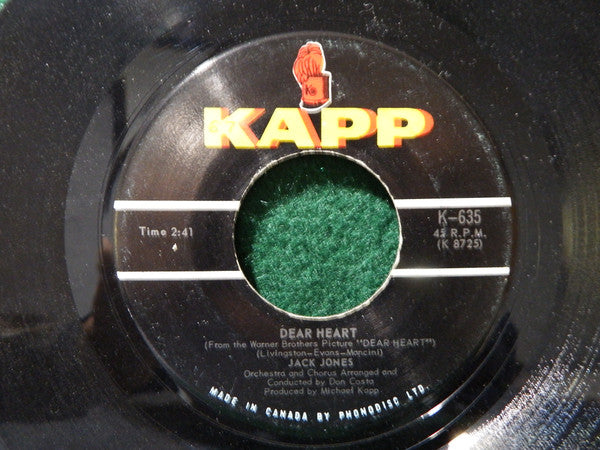 K
KAPP
Time 2:41
K-635
45 R.P.M.
(K 8725)
DEAR HEART
(From the Warner Brothers Picture "DEAR HEART")
(Livingston-Evans-Mancini)
JACK JONES
Orchestra and Chorus Arranged and
Conducted by Don Costa
Produced by Michael Kapp
MADE IN CANADA BY PHONODISC LTD.